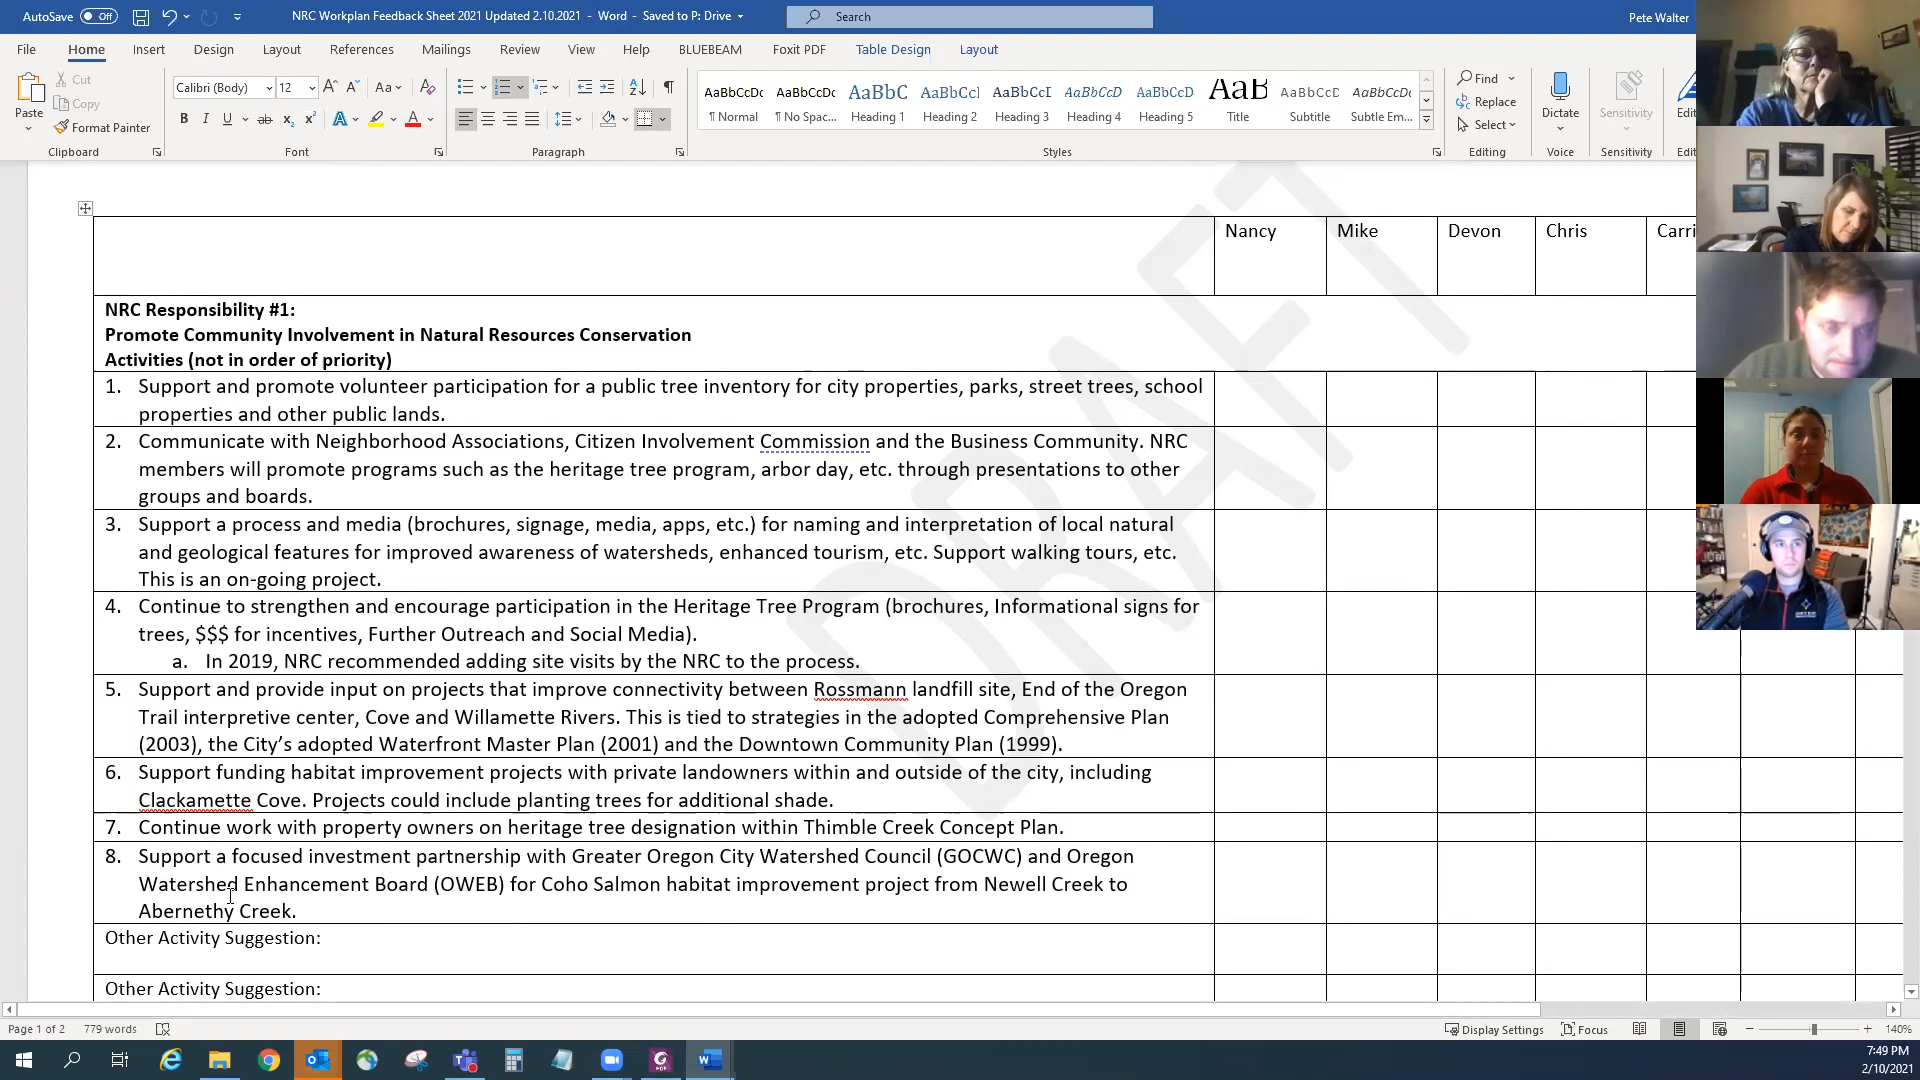 AutoSave Off NRC Workplan Feedback Sheet 2021 Updated 2.10.2021 - Word - Saved to P: Drive Search Pete Walter
File Home Insert Design Layout References Mailings Review View Help BLUEBEAM Foxit PDF Table Design Layout
Paste Cut Copy Format Painter
Calibri (Body) 12
AaBbCcDc AaBbCcDc AaBbC AaBbCcI AaBbCcI AaBbCcD AaBbCcD AaB AaBbCcD AaBbCcDc
¶ Normal ¶ No Spac... Heading 1 Heading 2 Heading 3 Heading 4 Heading 5 Title Subtitle Subtle Em...
Find Replace Select Dictate Sensitivity Edit
Clipboard Font Paragraph Styles Editing Voice Sensitivity Edit
DRAFT
Nancy Mike Devon Chris Carri
NRC Responsibility #1:
Promote Community Involvement in Natural Resources Conservation
Activities (not in order of priority)
1. Support and promote volunteer participation for a public tree inventory for city properties, parks, street trees, school
properties and other public lands.
2. Communicate with Neighborhood Associations, Citizen Involvement Commission and the Business Community. NRC
members will promote programs such as the heritage tree program, arbor day, etc. through presentations to other
groups and boards.
3. Support a process and media (brochures, signage, media, apps, etc.) for naming and interpretation of local natural
and geological features for improved awareness of watersheds, enhanced tourism, etc. Support walking tours, etc.
This is an on-going project.
4. Continue to strengthen and encourage participation in the Heritage Tree Program (brochures, Informational signs for
trees, $$$ for incentives, Further Outreach and Social Media).
a. In 2019, NRC recommended adding site visits by the NRC to the process.
5. Support and provide input on projects that improve connectivity between Rossmann landfill site, End of the Oregon
Trail interpretive center, Cove and Willamette Rivers. This is tied to strategies in the adopted Comprehensive Plan
(2003), the City’s adopted Waterfront Master Plan (2001) and the Downtown Community Plan (1999).
6. Support funding habitat improvement projects with private landowners within and outside of the city, including
Clackamette Cove. Projects could include planting trees for additional shade.
7. Continue work with property owners on heritage tree designation within Thimble Creek Concept Plan.
8. Support a focused investment partnership with Greater Oregon City Watershed Council (GOCWC) and Oregon
Watershed Enhancement Board (OWEB) for Coho Salmon habitat improvement project from Newell Creek to
Abernethy Creek.
Other Activity Suggestion:
Other Activity Suggestion:
Page 1 of 2 779 words Display Settings Focus 140%
7:49 PM
2/10/2021